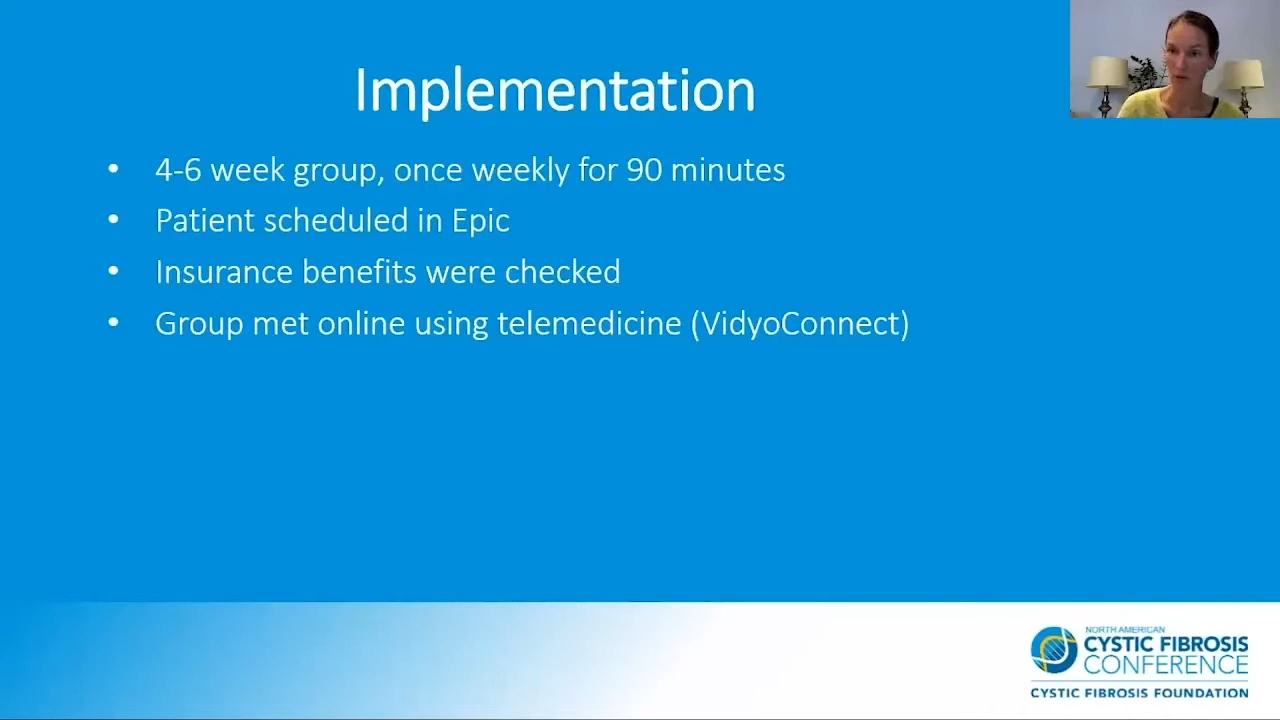 Implementation
• 4-6 week group, once weekly for 90 minutes
• Patient scheduled in Epic
• Insurance benefits were checked
• Group met online using telemedicine (VidyoConnect)
NORTH AMERICAN
CYSTIC FIBROSIS
CONFERENCE
CYSTIC FIBROSIS FOUNDATION